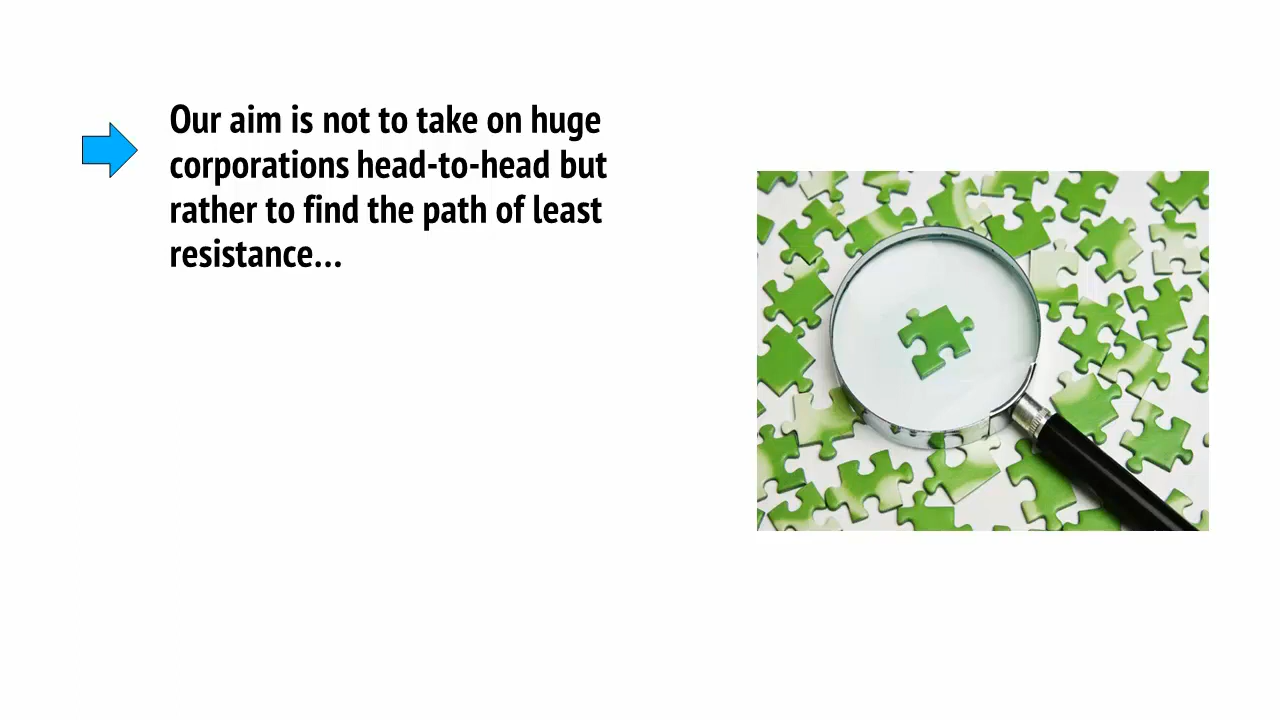 Our aim is not to take on huge
corporations head-to-head but
rather to find the path of least
resistance...